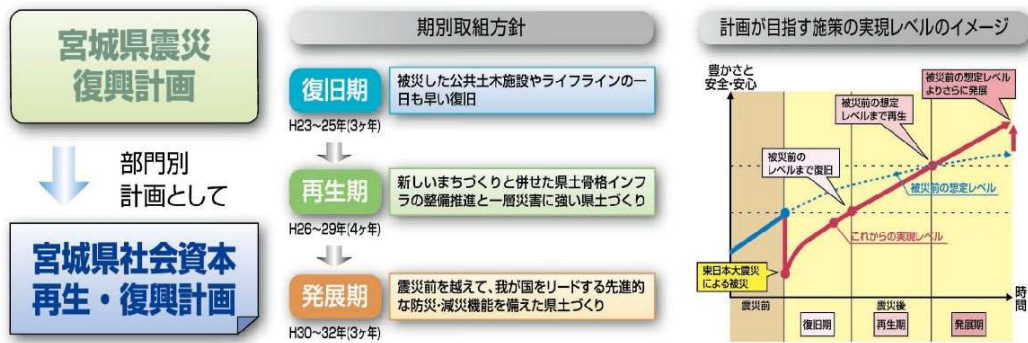 宮城県震災
復興計画
部門別
計画として
宮城県社会資本
再生・復興計画
期別取組方針
復旧期
被災した公共土木施設やライフラインの一
日も早い復旧
H23~25年(3ヶ年)
再生期
新しいまちづくりと併せた県土骨格インフ
ラの整備推進と一層災害に強い県土づくり
H26~29年(4ヶ年)
発展期
震災前を越えて、我が国をリードする先進的
な防災・減災機能を備えた県土づくり
H30~32年(3ヶ年)
計画が目指す施策の実現レベルのイメージ
豊かさと
安全・安心
被災前の想定レベル
よりさらに発展
被災前の想定
レベルまで再生
被災前の
レベルまで復旧
被災前の想定レベル
これからの実現レベル
東日本大震災
による被災
時間
震災前
震災後
復旧期
再生期
発展期